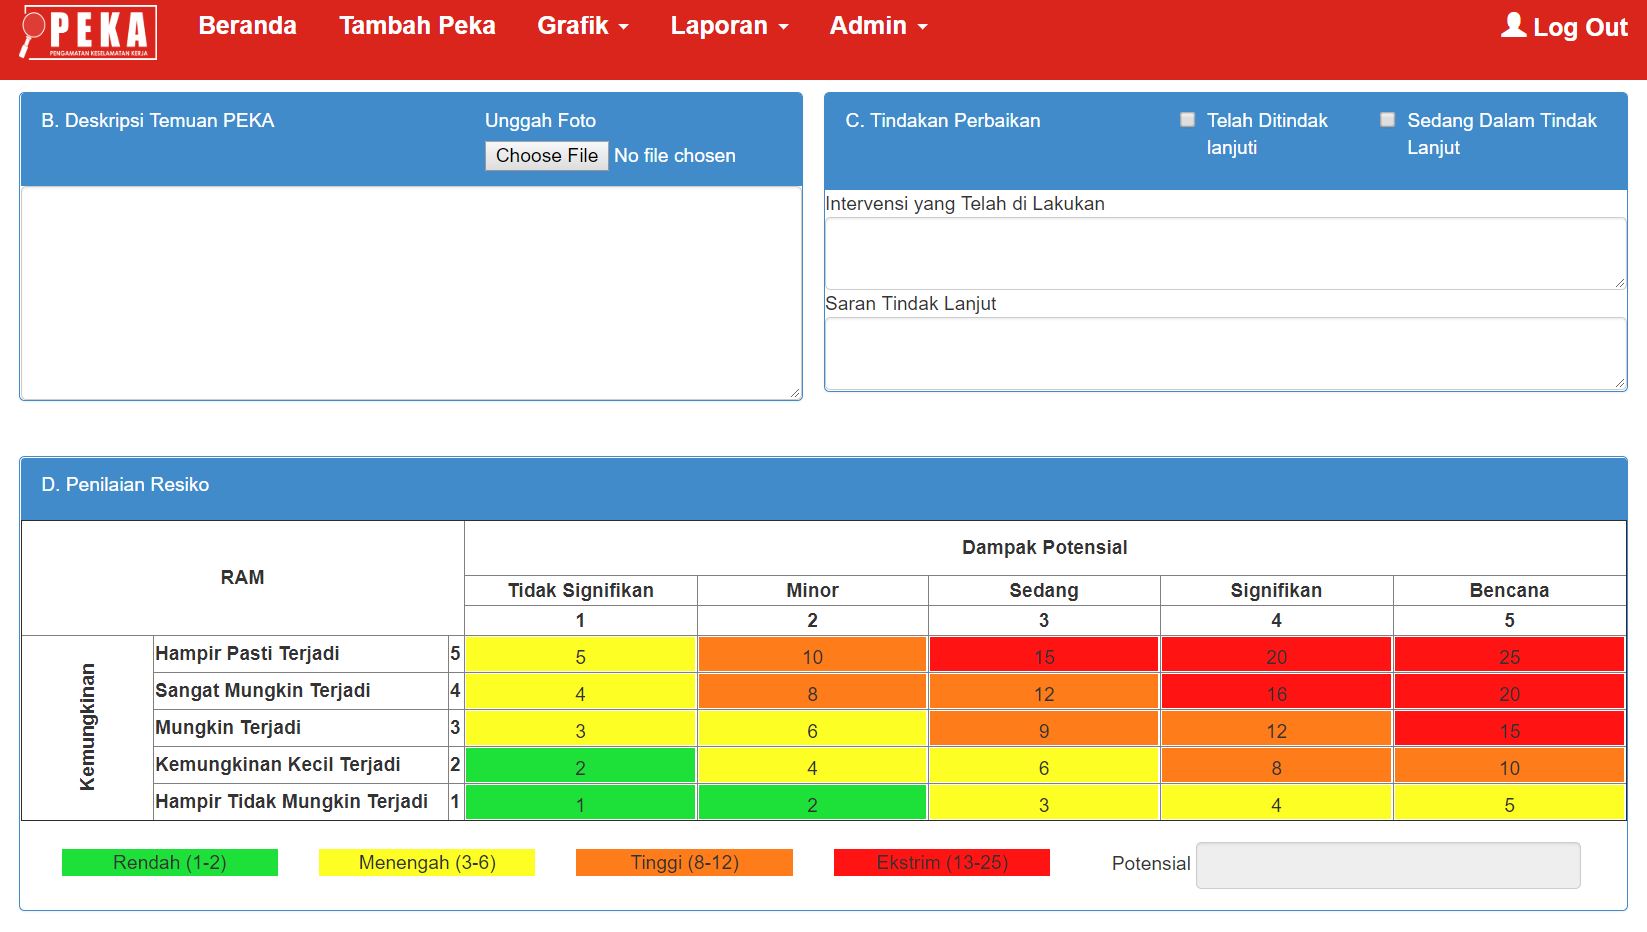 PEKA
PENGAMATAN KESELAMATAN KERJA
Beranda Tambah Peka Grafik Laporan Admin Log Out
B. Deskripsi Temuan PEKA Unggah Foto
Choose File No file chosen
C. Tindakan Perbaikan Telah Ditindak Sedang Dalam Tindak
lanjuti Lanjut
Intervensi yang Telah di Lakukan
Saran Tindak Lanjut
D. Penilaian Resiko
RAM
Dampak Potensial
Tidak Signifikan Minor Sedang Signifikan Bencana
1 2 3 4 5
Kemungkinan
Hampir Pasti Terjadi 5 5 10 15 20 25
Sangat Mungkin Terjadi 4 4 8 12 16 20
Mungkin Terjadi 3 3 6 9 12 15
Kemungkinan Kecil Terjadi 2 2 4 6 8 10
Hampir Tidak Mungkin Terjadi 1 1 2 3 4 5
Rendah (1-2) Menengah (3-6) Tinggi (8-12) Ekstrim (13-25) Potensial